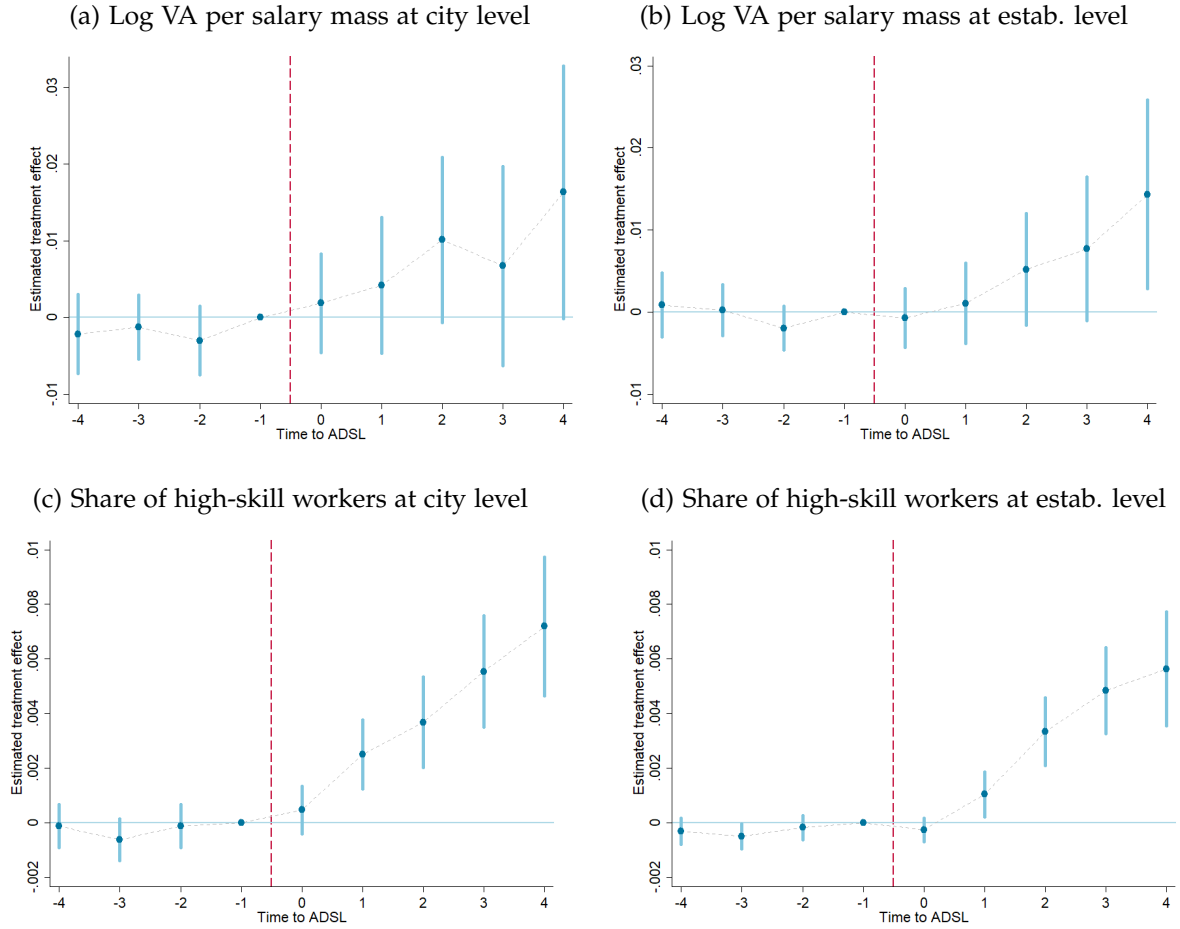 (a) Log VA per salary mass at city level
Estimated treatment effect
.03
.02
.01
0
-.01
-4 -3 -2 -1 0 1 2 3 4
Time to ADSL
(b) Log VA per salary mass at estab. level
Estimated treatment effect
.03
.02
.01
0
-.01
-4 -3 -2 -1 0 1 2 3 4
Time to ADSL
(c) Share of high-skill workers at city level
Estimated treatment effect
.01
.008
.006
.004
.002
0
-.002
-4 -3 -2 -1 0 1 2 3 4
Time to ADSL
(d) Share of high-skill workers at estab. level
Estimated treatment effect
.01
.008
.006
.004
.002
0
-.002
-4 -3 -2 -1 0 1 2 3 4
Time to ADSL